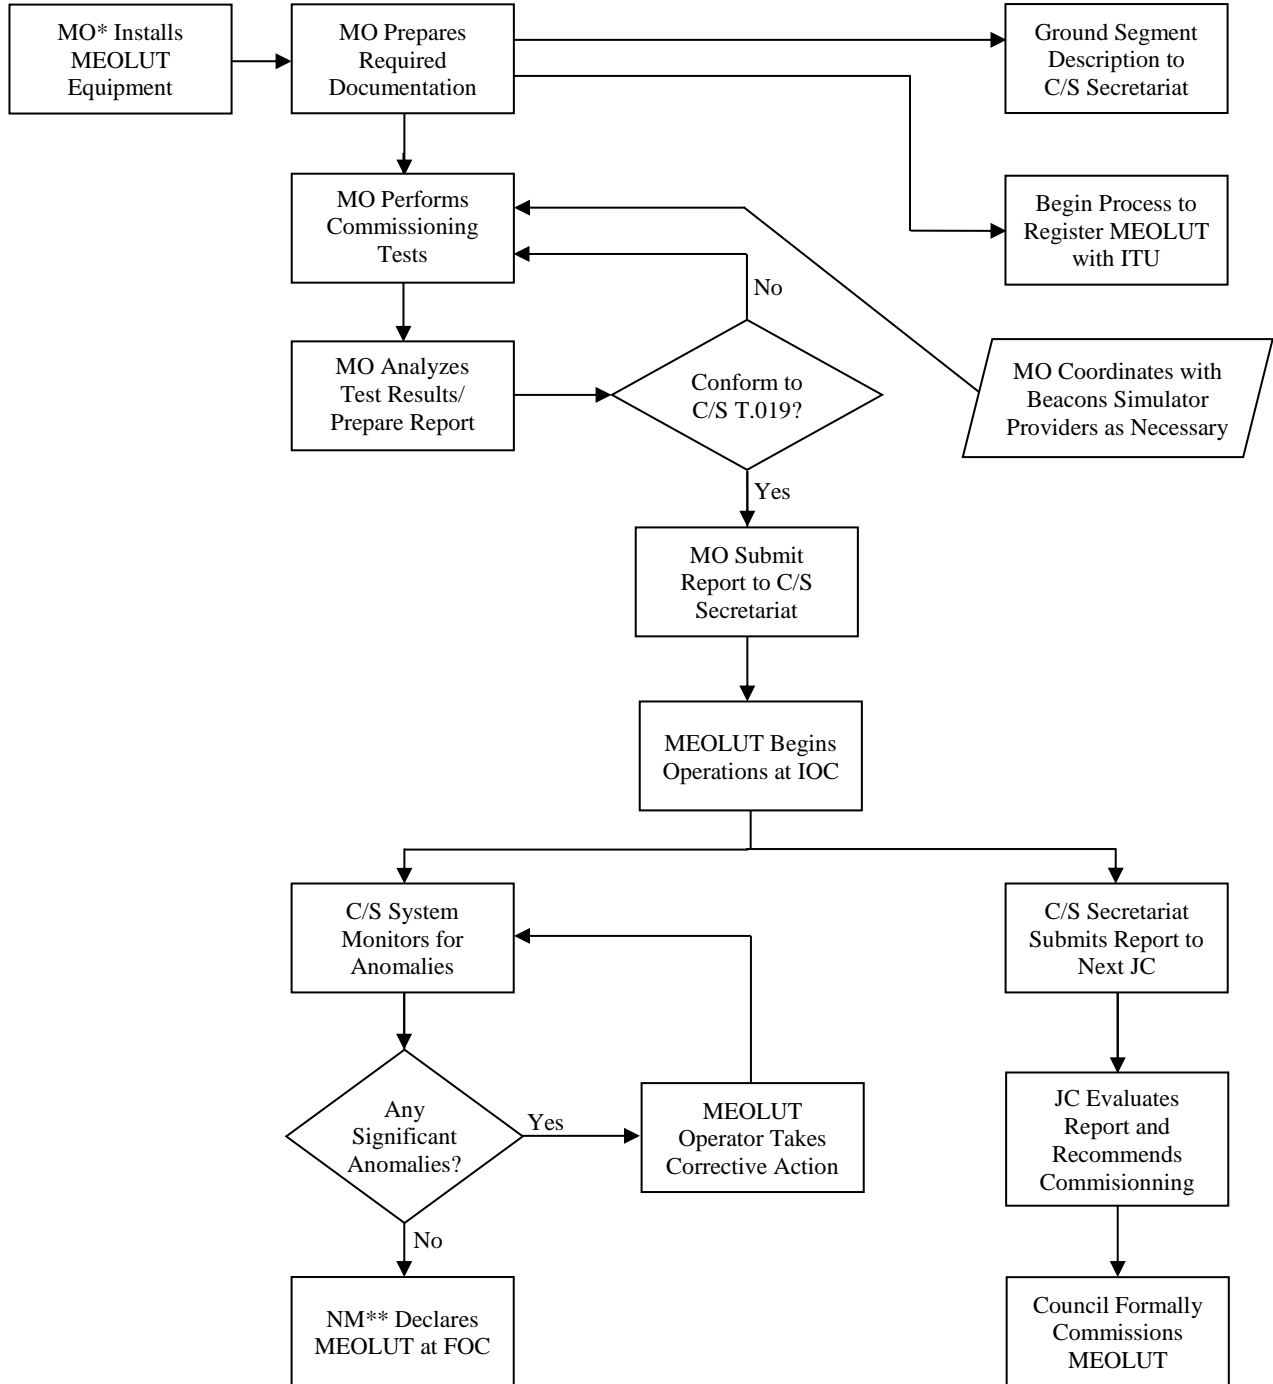 MO* Installs
MEOLUT
Equipment
MO Prepares
Required
Documentation
Ground Segment
Description to
C/S Secretariat
MO Performs
Commissioning
Tests
Begin Process to
Register MEOLUT
with ITU
No
MO Analyzes
Test Results/
Prepare Report
Conform to
C/S T.019?
MO Coordinates with
Beacons Simulator
Providers as Necessary
Yes
MO Submit
Report to C/S
Secretariat
MEOLUT Begins
Operations at IOC
C/S System
Monitors for
Anomalies
C/S Secretariat
Submits Report to
Next JC
Any
Significant
Anomalies?
Yes
MEOLUT
Operator Takes
Corrective Action
JC Evaluates
Report and
Recommends
Commisionning
No
NM** Declares
MEOLUT at FOC
Council Formally
Commissions
MEOLUT